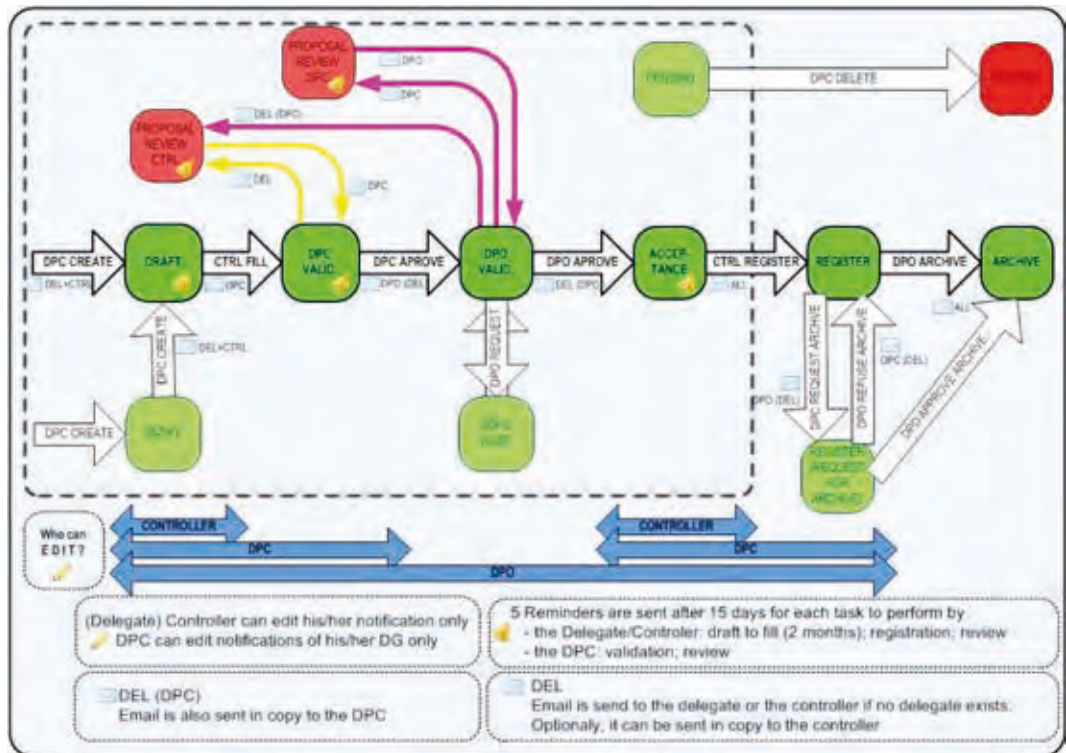 PROPOSAL
REVIEW
DPC
DPO
DPC
DPC DELETE
DEL (DPC)
PROPOSAL
REVIEW
CTRL
DEL
DPC
DPC CREATE
DEL+CTRL
DRAFT
CTRL FILL
DPC
VALID.
DPC APROVE
DPO (DEL)
DPO
VALID.
DPO APROVE
DEL (DPC)
ACCEP-
TANCE
CTRL REGISTER
ALL
REGISTER
DPO ARCHIVE
ALL
ARCHIVE
DPC CREATE
DEL+CTRL
DPO REQUEST
DPC REQUEST ARCHIVE
DPO (DEL)
DPO REFUSE ARCHIVE
DPC (DEL)
DPO APPROVE ARCHIVE
DPC CREATE
REGISTER
REQUEST
FOR
ARCHIVE
Who can
EDIT?
CONTROLLER
CONTROLLER
DPC
DPC
DPO
(Delegate) Controller can edit his/her notification only
DPC can edit notifications of his/her DG only
5 Reminders are sent after 15 days for each task to perform by
- the Delegate/Controler: draft to fill (2 months); registration; review
- the DPC: validation; review
DEL (DPC)
Email is also sent in copy to the DPC
DEL
Email is send to the delegate or the controller if no delegate exists.
Optionaly, it can be sent in copy to the controller